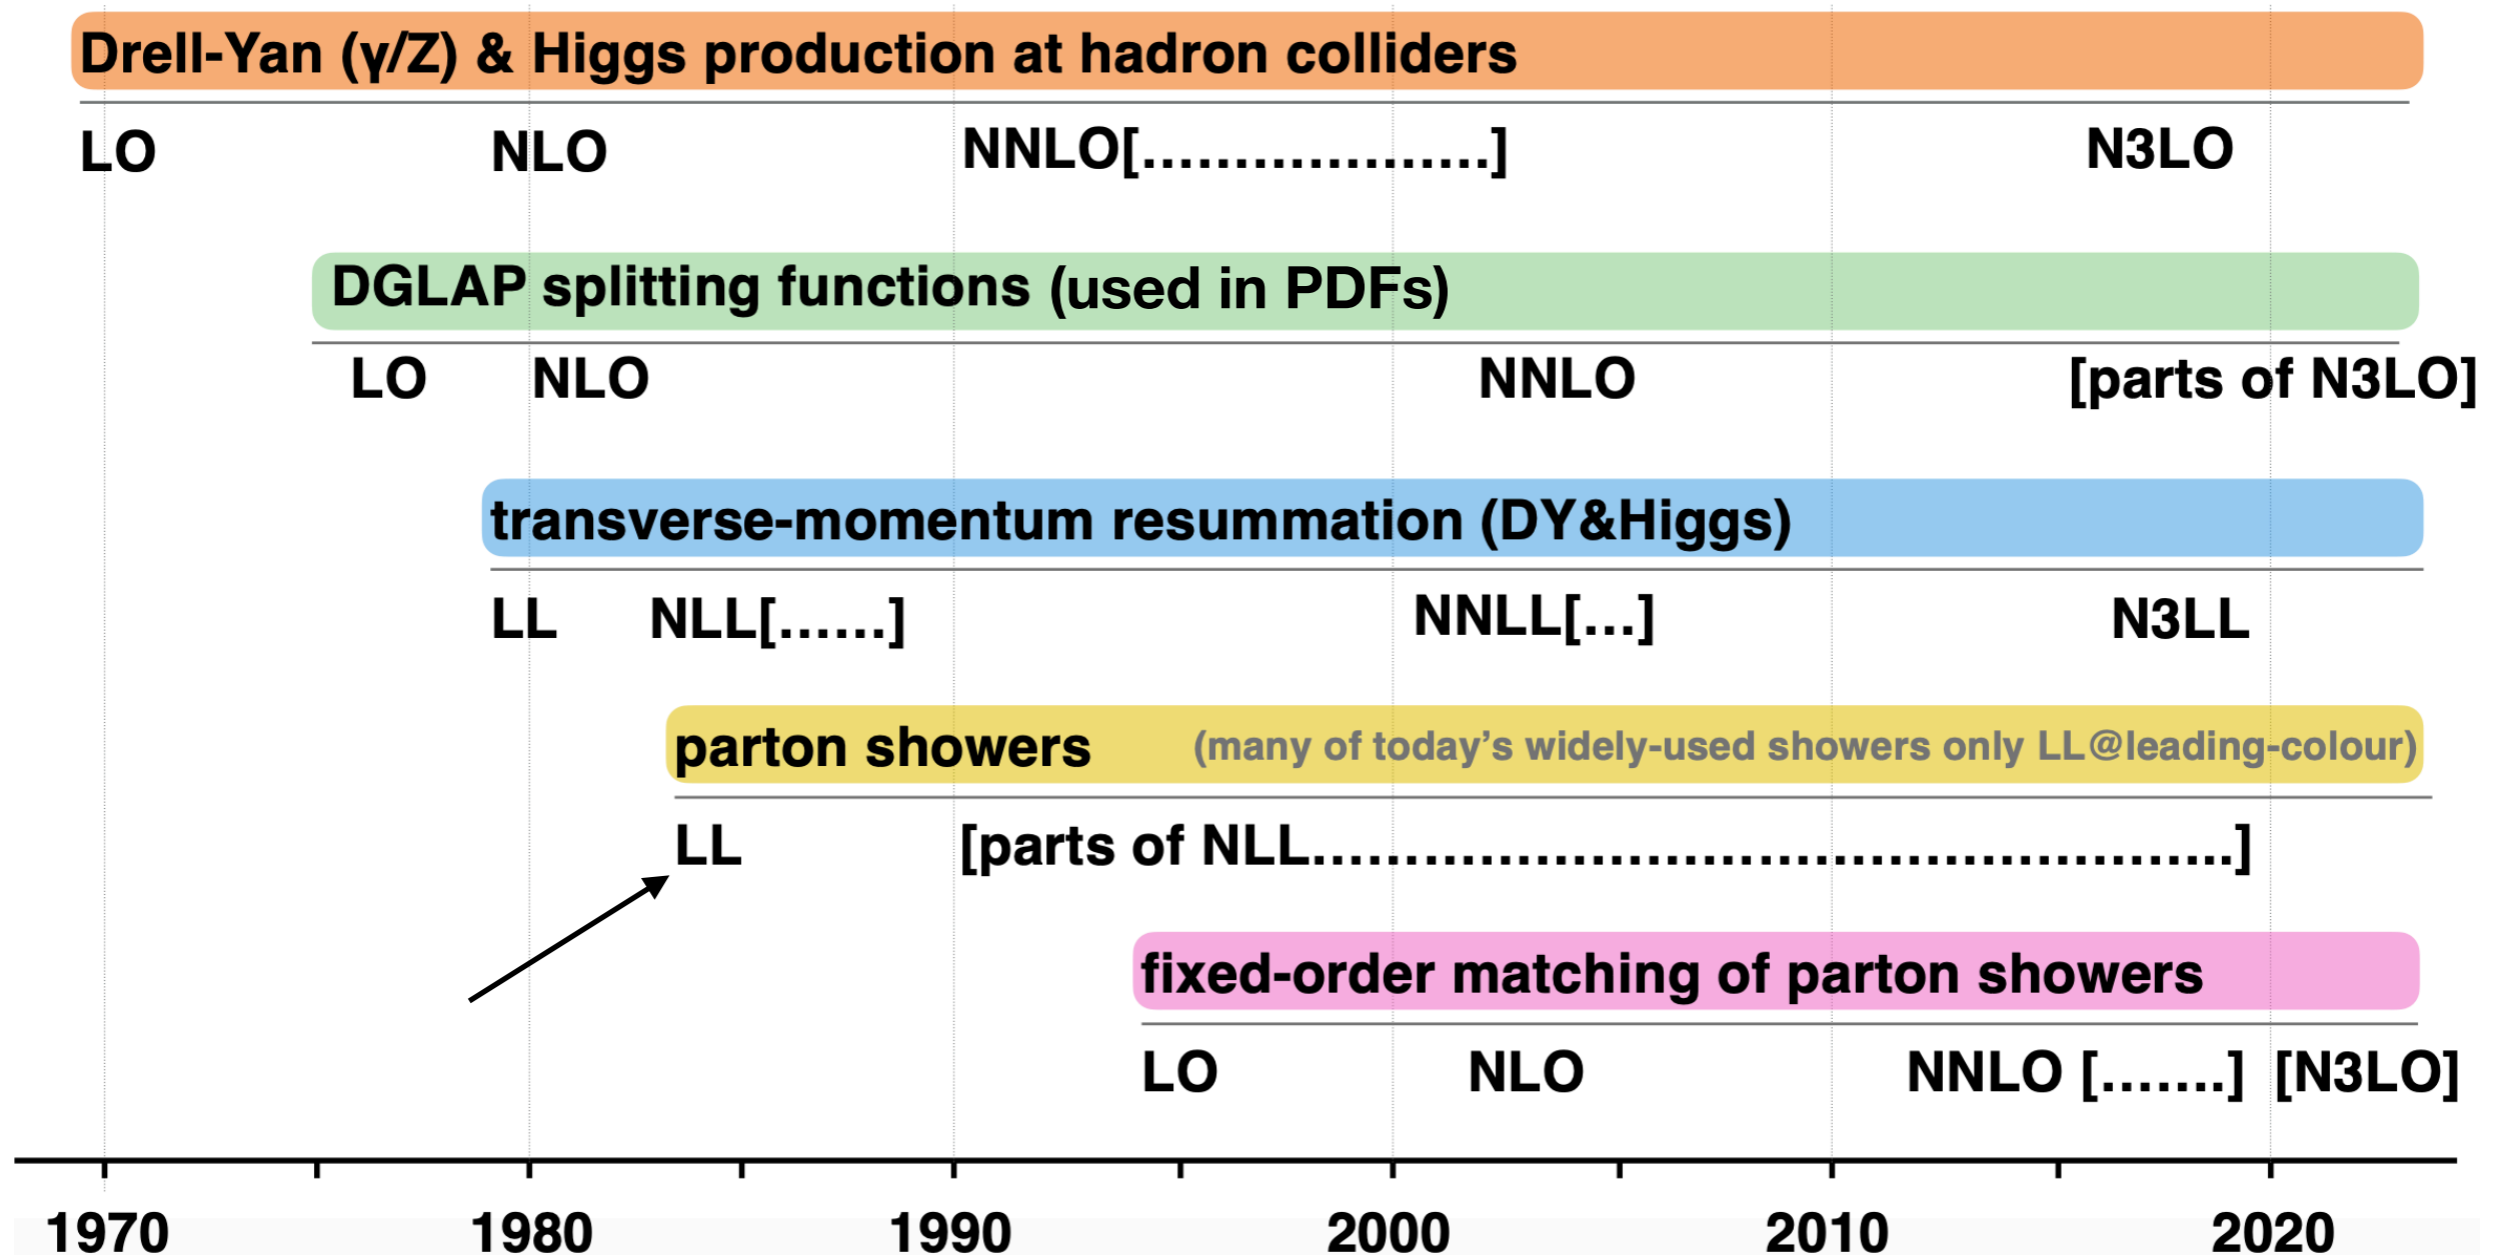 Drell-Yan (γ/Z) & Higgs production at hadron colliders
LO NLO NNLO[...................] N3LO
DGLAP splitting functions (used in PDFs)
LO NLO NNLO [parts of N3LO]
transverse-momentum resummation (DY&Higgs)
LL NLL[......] NNLL[...] N3LL
parton showers (many of today’s widely-used showers only LL@leading-colour)
LL [parts of NLL..................................................]
fixed-order matching of parton showers
LO NLO NNLO [.......] [N3LO]
1970 1980 1990 2000 2010 2020